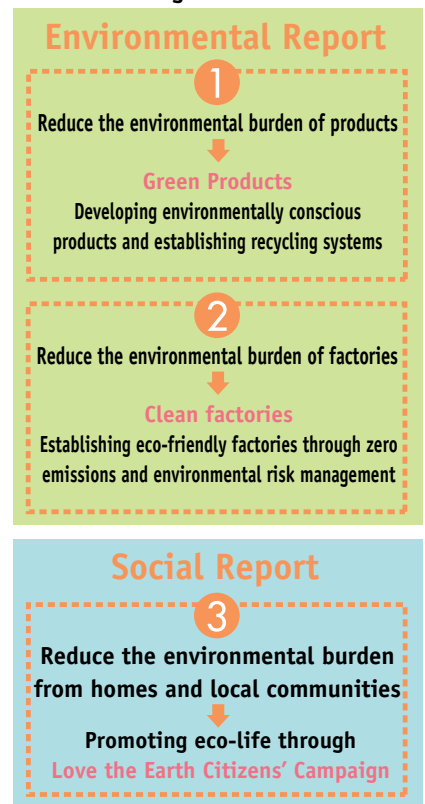 Environmental Report
1
Reduce the environmental burden of products
Green Products
Developing environmentally conscious
products and establishing recycling systems
2
Reduce the environmental burden of factories
Clean factories
Establishing eco-friendly factories through zero
emissions and environmental risk management
Social Report
3
Reduce the environmental burden
from homes and local communities
Promoting eco-life through
Love the Earth Citizens’ Campaign